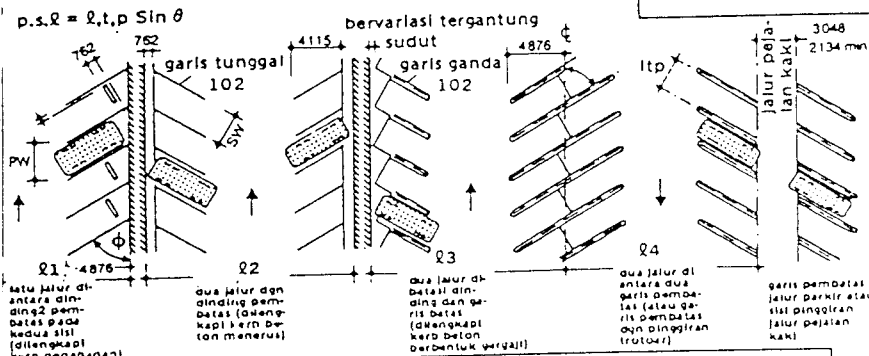 p.s.ℓ = ℓ,t,p Sin θ
762
762
garis tunggal
102
PW
SW
Φ
4876
ℓ1
satu jalur di-
antara din-
ding2 pem-
batas pada
kedua sisi
(dilengkapi
ℓ2
dua jalur dgn
dinding pem-
batas (dileng-
kapi kerb be-
ton menerus)
4115
bervariasi tergantung
sudut
garis ganda
102
ℓ3
dua jalur di-
batasi din-
ding dan ga-
ris batas
(dilengkapi
kerb beton
berbentuk gergaji)
4876
℄
ℓ4
dua jalur di
antara dua
garis pemba-
tas (atau ga-
ris pembatas
dgn pinggiran
trotoar)
ltp
jalur peja-
lan kaki
3048
2134 min
garis pembatas
jalur parkir atau
sisi pinggiran
jalur pejalan
kaki